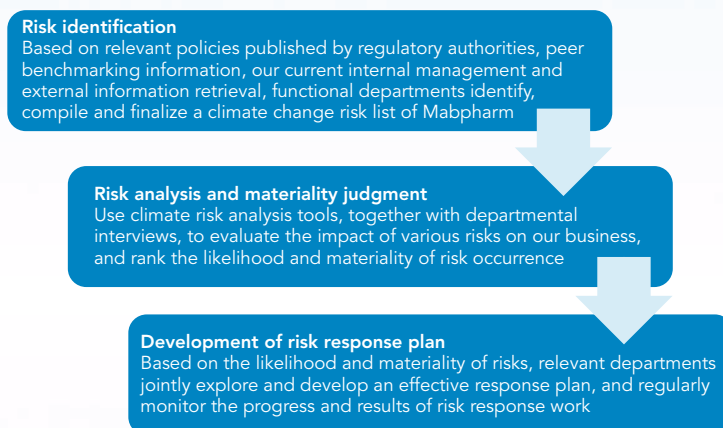 Risk identification
Based on relevant policies published by regulatory authorities, peer
benchmarking information, our current internal management and
external information retrieval, functional departments identify,
compile and finalize a climate change risk list of Mabpharm
Risk analysis and materiality judgment
Use climate risk analysis tools, together with departmental
interviews, to evaluate the impact of various risks on our business,
and rank the likelihood and materiality of risk occurrence
Development of risk response plan
Based on the likelihood and materiality of risks, relevant departments
jointly explore and develop an effective response plan, and regularly
monitor the progress and results of risk response work